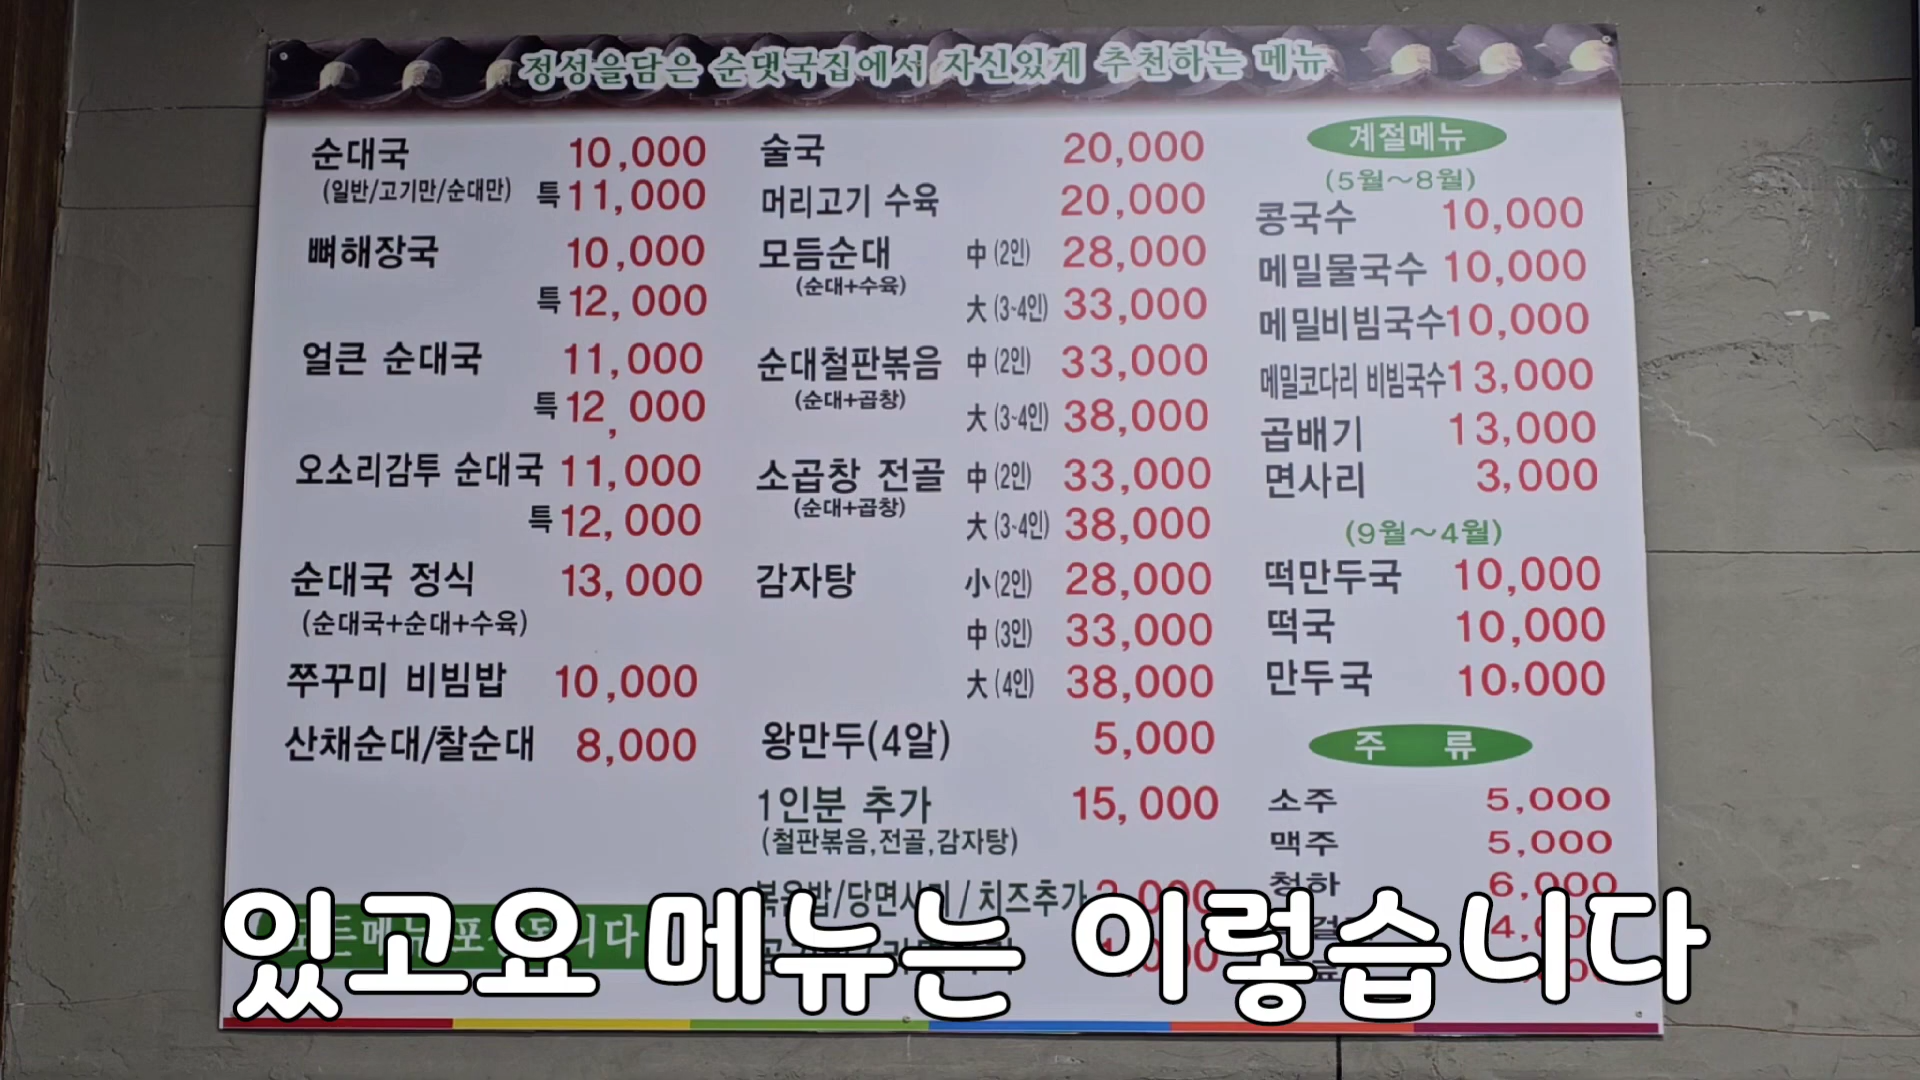 정성을담은 순댓국집에서 자신있게 추천하는 메뉴
순대국 10,000
(일반/고기만/순대만) 특 11,000
뼈해장국 10,000
특 12,000
얼큰 순대국 11,000
특 12,000
오소리감투 순대국 11,000
특 12,000
순대국 정식 13,000
(순대국+순대+수육)
쭈꾸미 비빔밥 10,000
산채순대/찰순대 8,000
술국 20,000
머리고기 수육 20,000
모듬순대 中 (2인) 28,000
(순대+수육)
大 (3~4인) 33,000
순대철판볶음 中 (2인) 33,000
(순대+곱창)
大 (3~4인) 38,000
소곱창 전골 中 (2인) 33,000
(순대+곱창)
大 (3~4인) 38,000
감자탕 小 (2인) 28,000
中 (3인) 33,000
大 (4인) 38,000
왕만두(4알) 5,000
1인분 추가 15,000
(철판볶음,전골,감자탕)
/ 치즈추가
계절메뉴
(5월~8월)
콩국수 10,000
메밀물국수 10,000
메밀비빔국수 10,000
메밀코다리 비빔국수 13,000
곱배기 13,000
면사리 3,000
(9월~4월)
떡만두국 10,000
떡국 10,000
만두국 10,000
주 류
소주 5,000
맥주 5,000
청하 6,000
있고요 메뉴는 이렇습니다